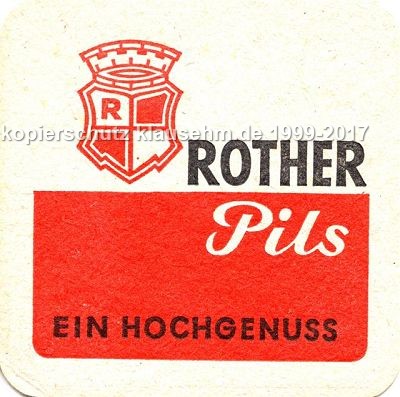 R
kopierschutz klausehm.de 1999-2017
ROTHER
Pils
EIN HOCHGENUSS